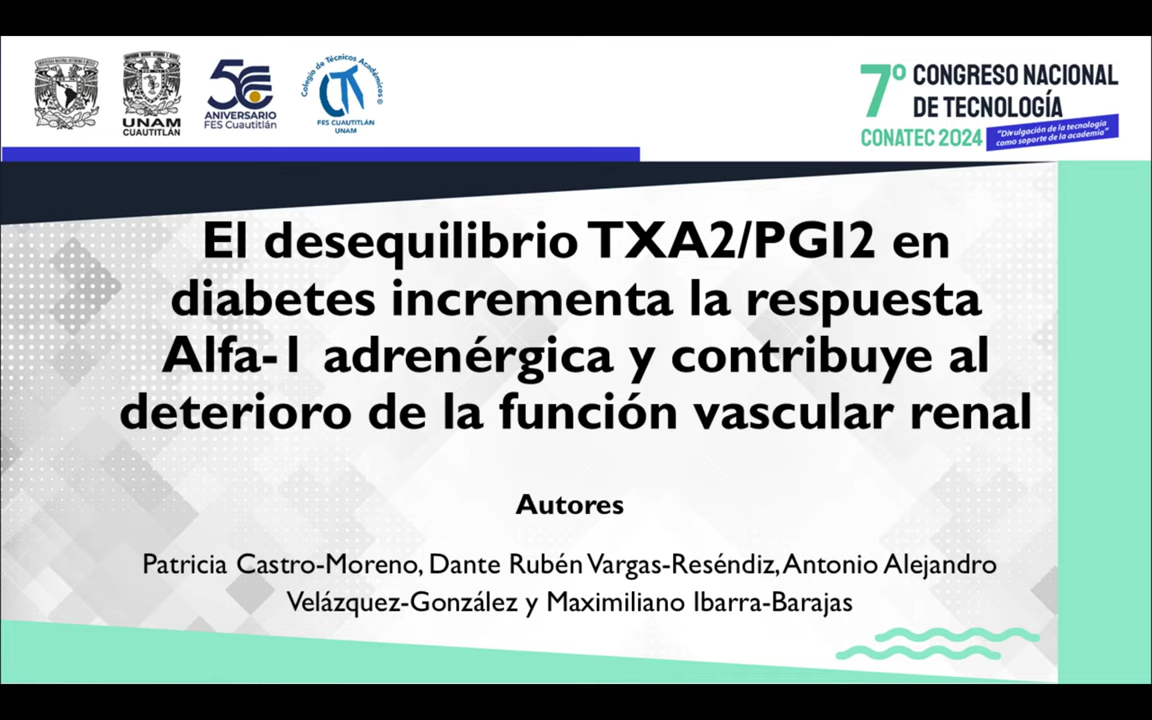 UNAM
CUAUTITLÁN
5
ANIVERSARIO
FES Cuautitlán
Colegio de Técnicos Académicos
FES CUAUTITLÁN
UNAM
7° CONGRESO NACIONAL
DE TECNOLOGÍA
CONATEC 2024
"Divulgación de la tecnología
como soporte de la academia"
El desequilibrio TXA2/PGI2 en
diabetes incrementa la respuesta
Alfa-1 adrenérgica y contribuye al
deterioro de la función vascular renal
Autores
Patricia Castro-Moreno, Dante Rubén Vargas-Reséndiz, Antonio Alejandro
Velázquez-González y Maximiliano Ibarra-Barajas